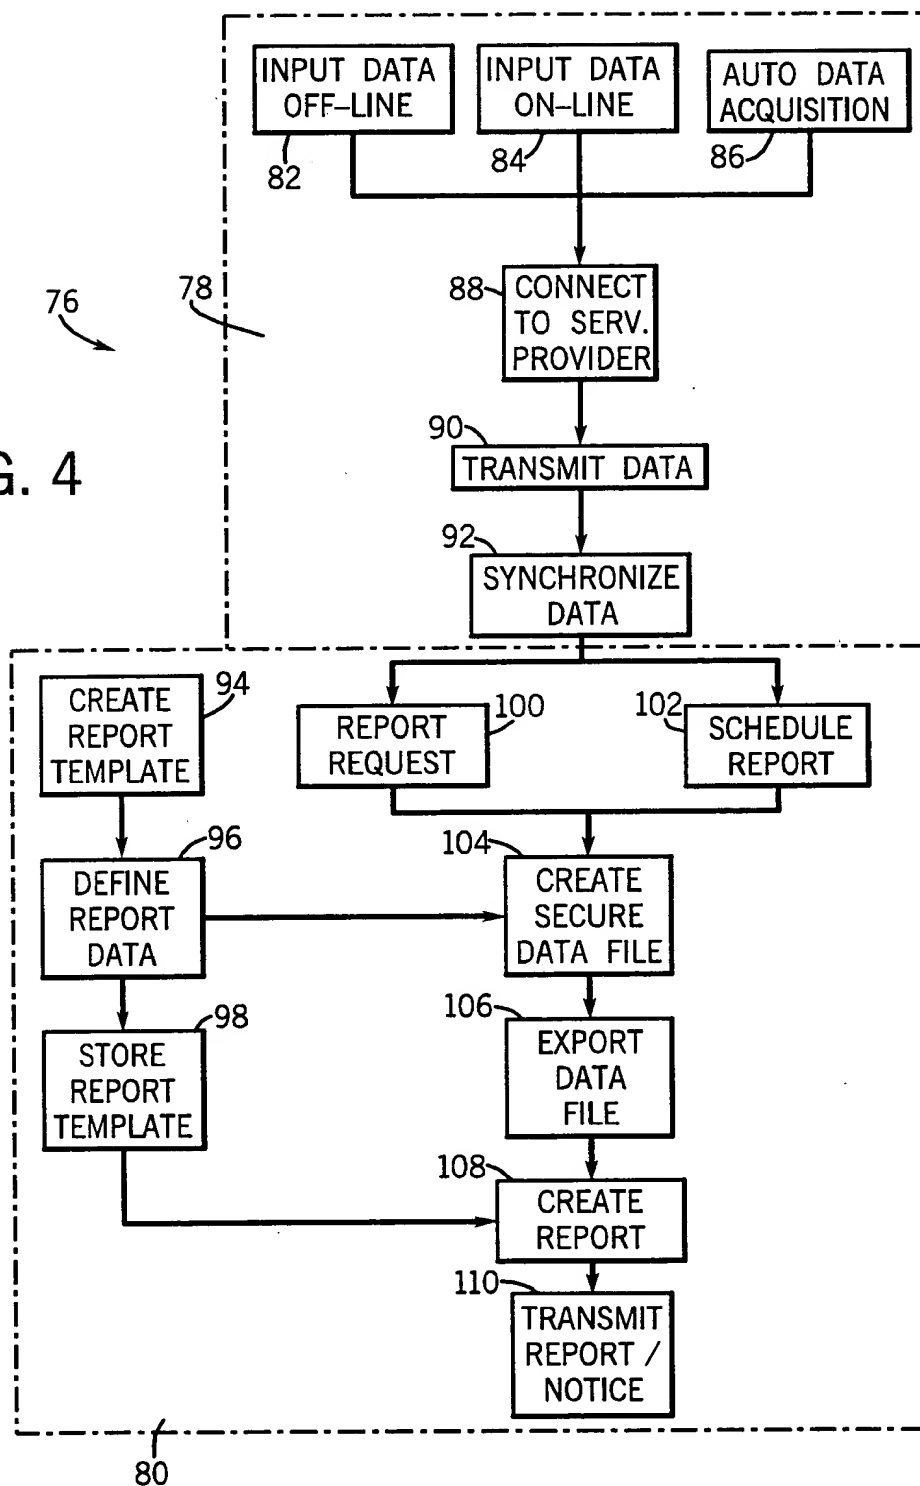 INPUT DATA
OFF-LINE
82
INPUT DATA
ON-LINE
84
AUTO DATA
ACQUISITION
86
76
78
88
CONNECT
TO SERV.
PROVIDER
G. 4
90
TRANSMIT DATA
92
SYNCHRONIZE
DATA
94
CREATE
REPORT
TEMPLATE
100
REPORT
REQUEST
102
SCHEDULE
REPORT
96
DEFINE
REPORT
DATA
104
CREATE
SECURE
DATA FILE
98
STORE
REPORT
TEMPLATE
106
EXPORT
DATA
FILE
108
CREATE
REPORT
110
TRANSMIT
REPORT /
NOTICE
80